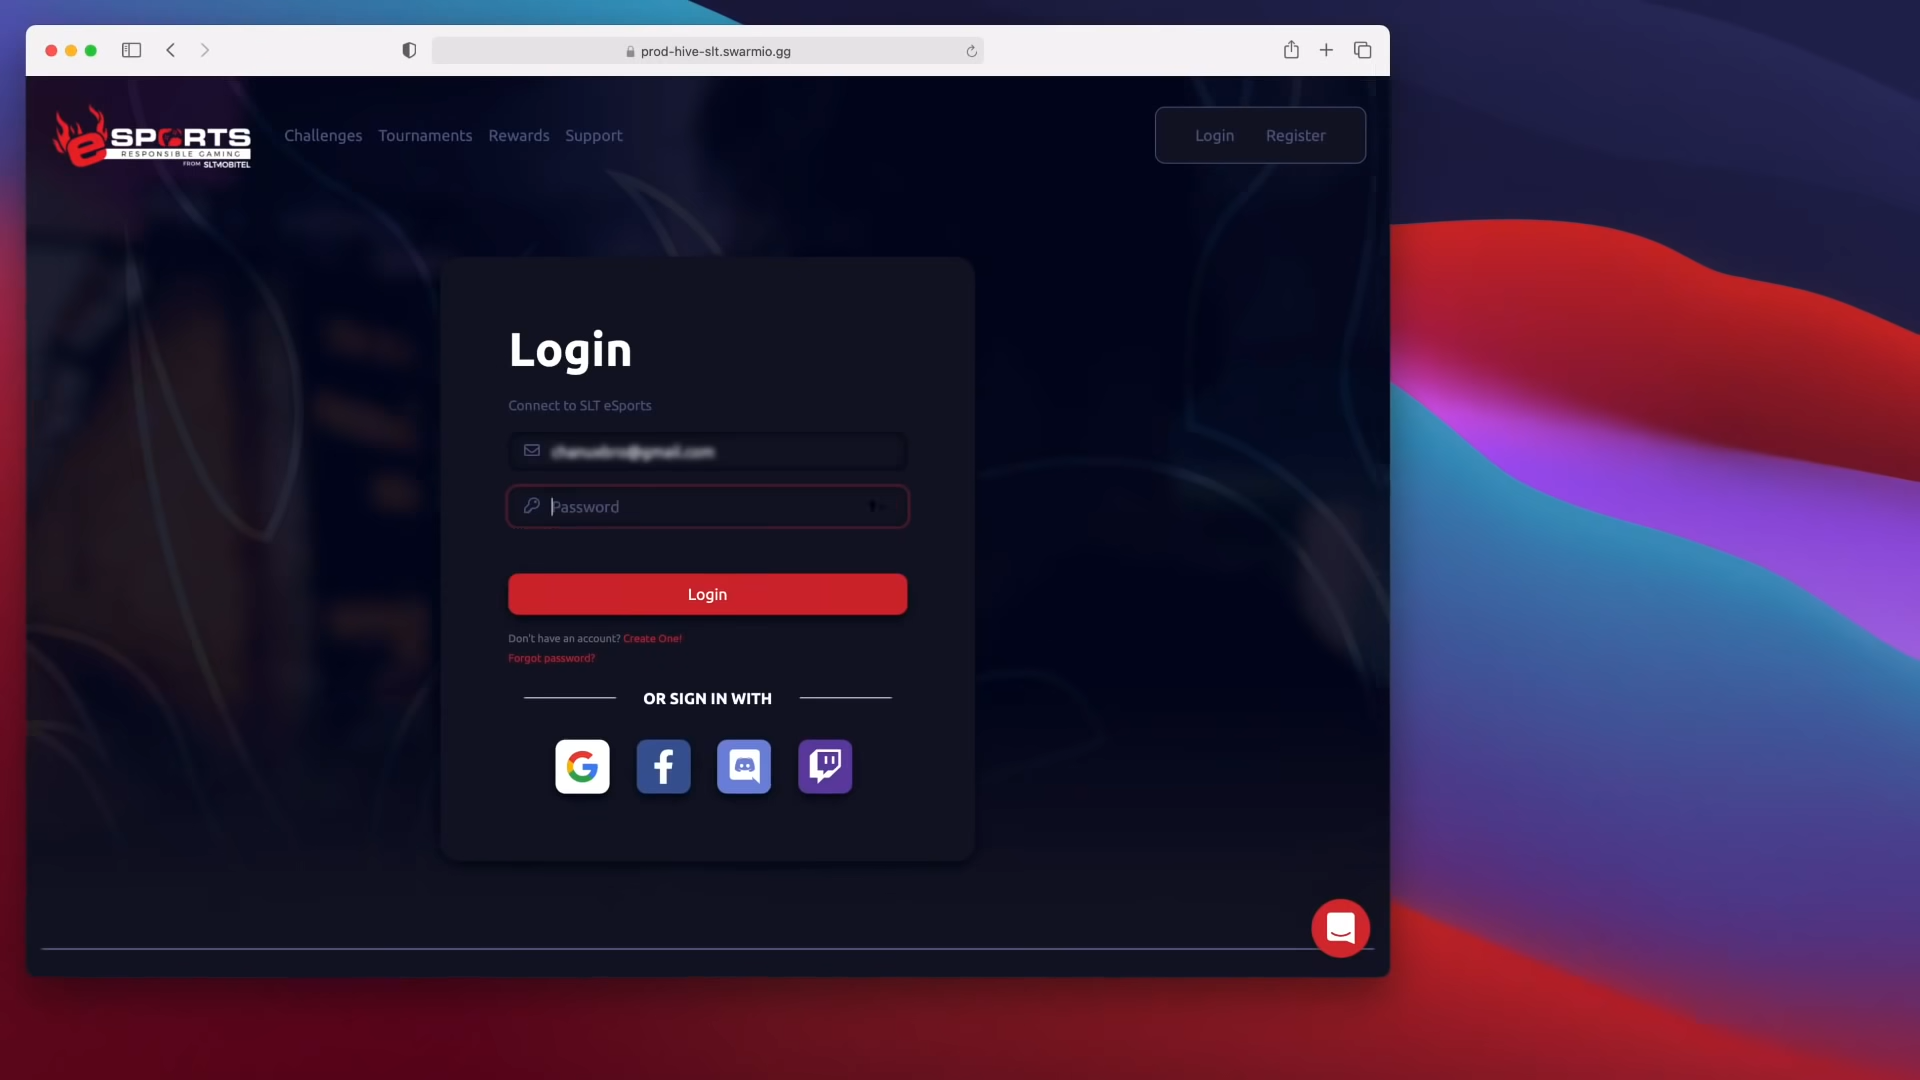 prod-hive-slt.swarmio.gg
eSPORTS
RESPONSIBLE GAMING
FROM SLTMOBITEL
Challenges Tournaments Rewards Support
Login Register
Login
Connect to SLT eSports
Password
Login
Don't have an account? Create One!
Forgot password?
OR SIGN IN WITH